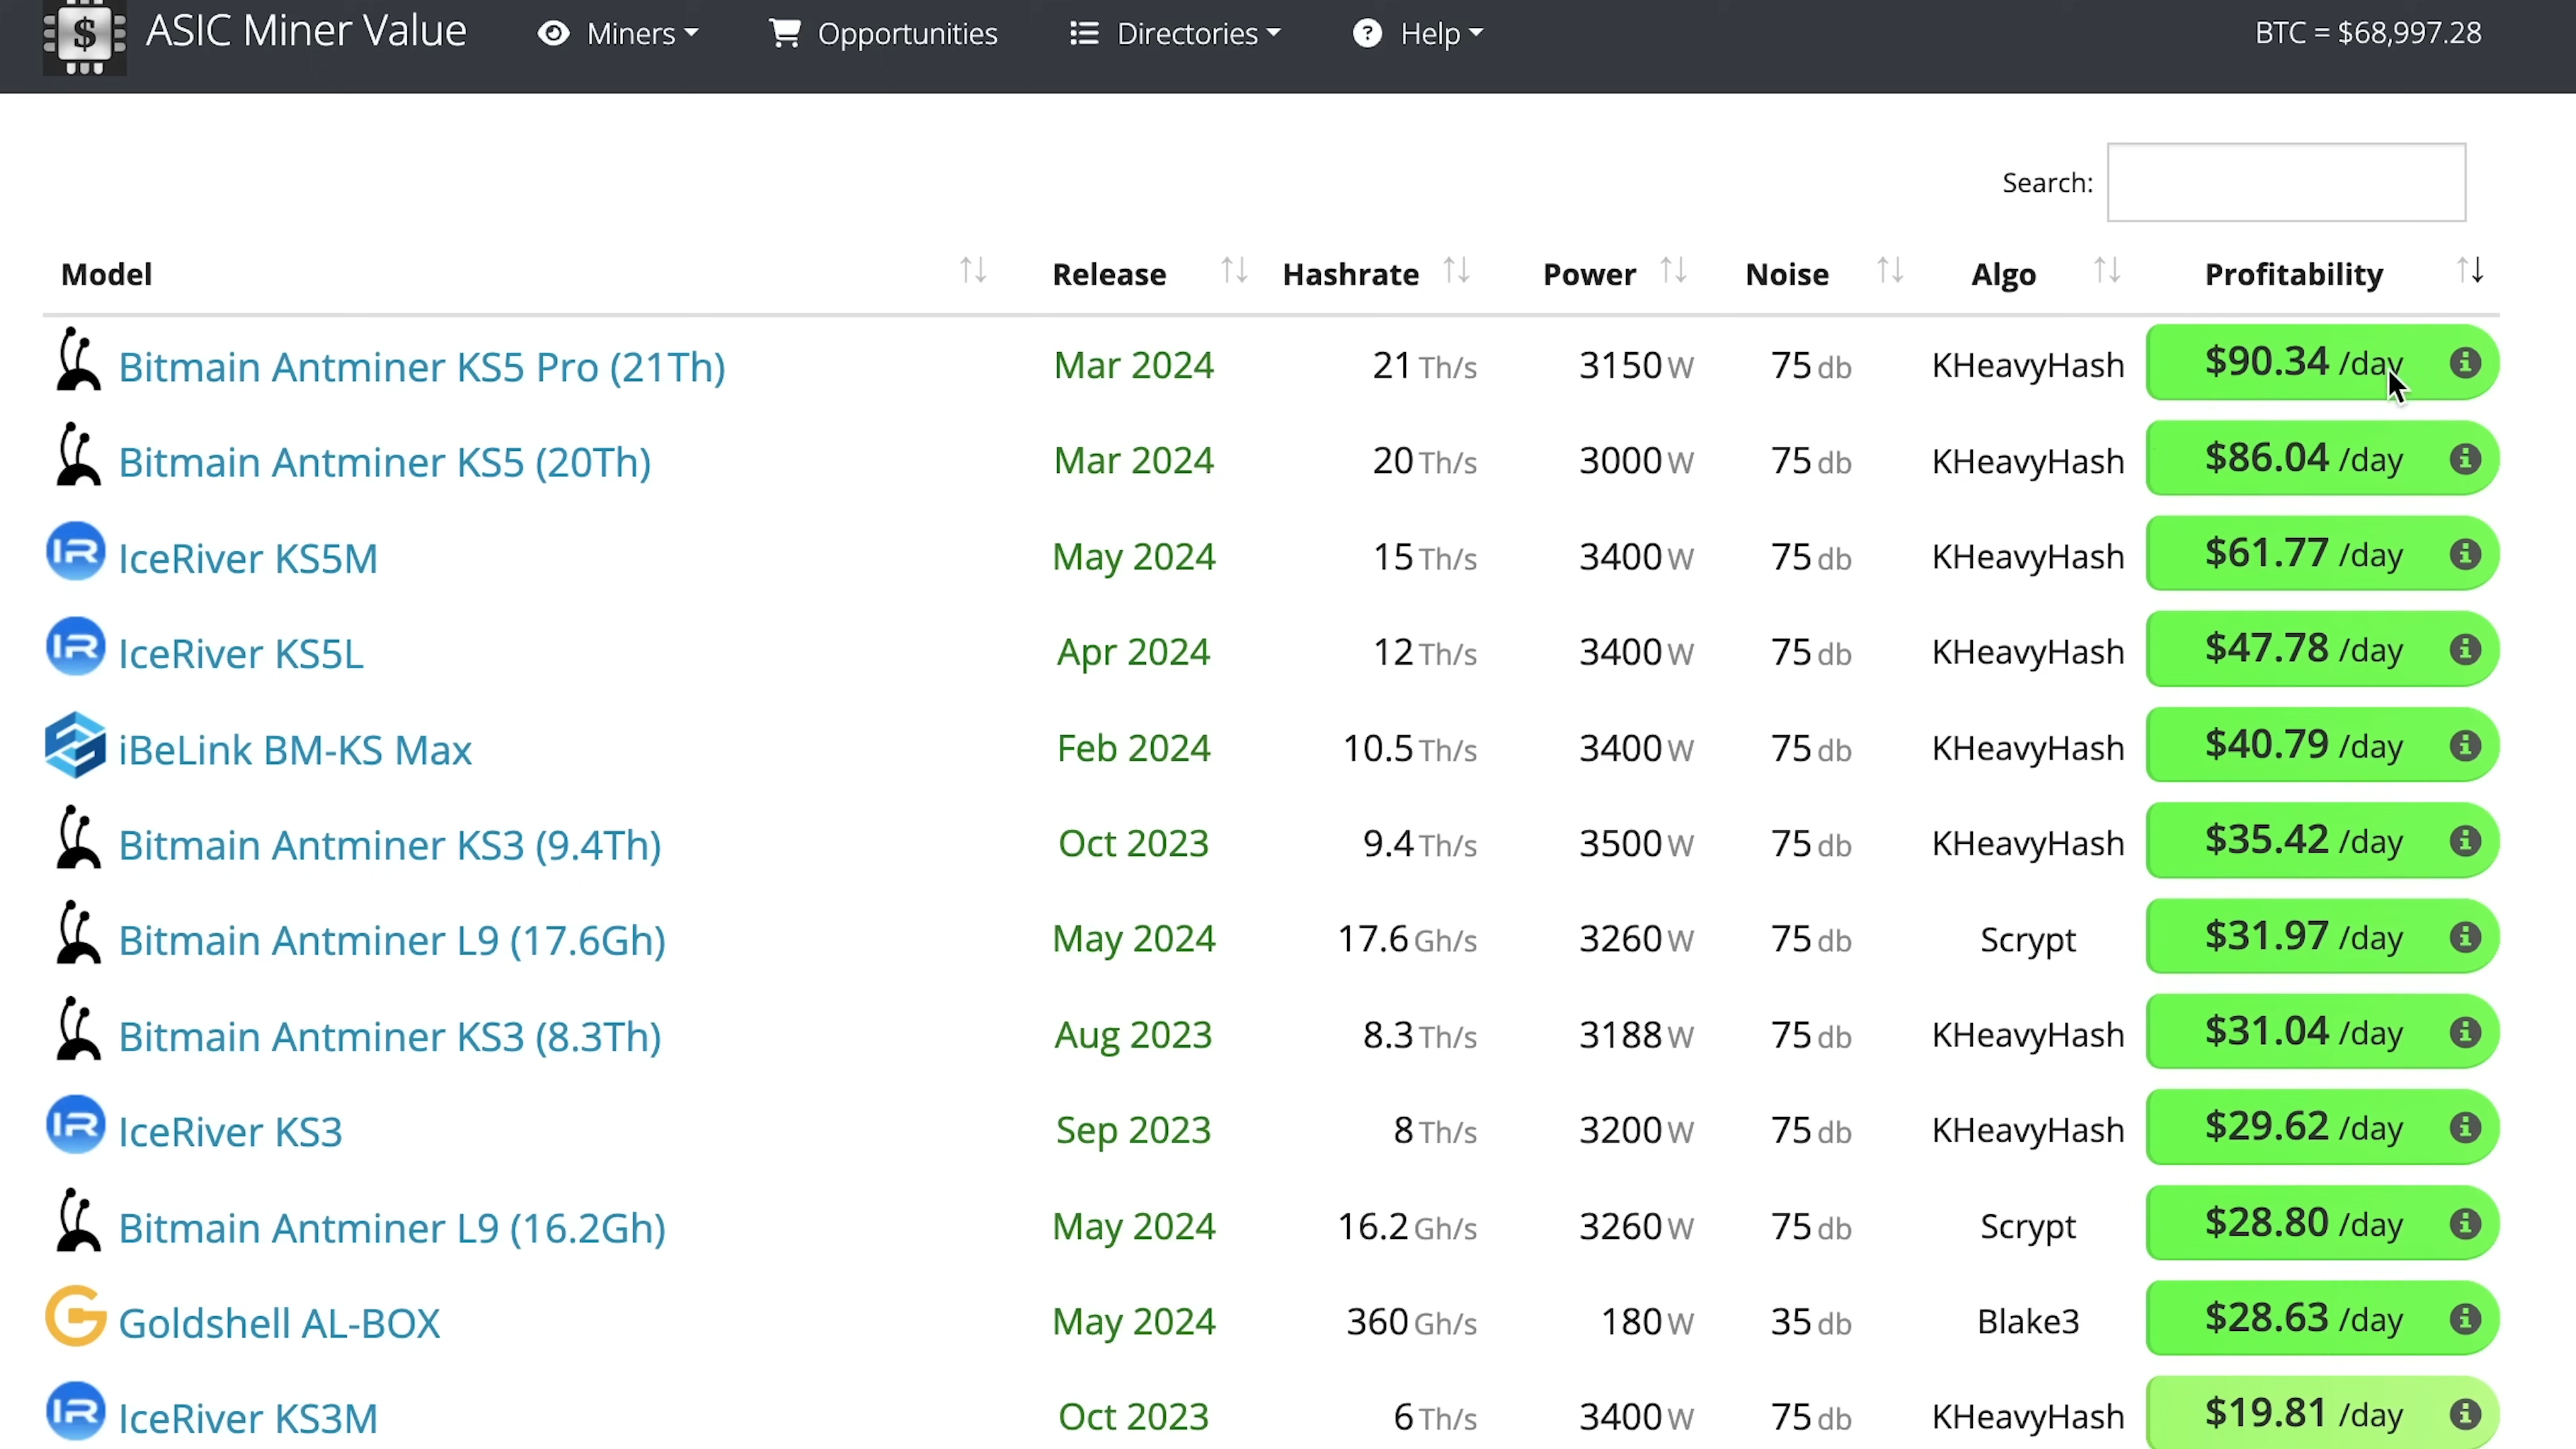 $ ASIC Miner Value Miners Opportunities Directories ? Help BTC = $68,997.28
Search:
Model Release Hashrate Power Noise Algo Profitability
Bitmain Antminer KS5 Pro (21Th) Mar 2024 21 Th/s 3150 W 75 db KHeavyHash $90.34 /day i
Bitmain Antminer KS5 (20Th) Mar 2024 20 Th/s 3000 W 75 db KHeavyHash $86.04 /day i
IR IceRiver KS5M May 2024 15 Th/s 3400 W 75 db KHeavyHash $61.77 /day i
IR IceRiver KS5L Apr 2024 12 Th/s 3400 W 75 db KHeavyHash $47.78 /day i
iBeLink BM-KS Max Feb 2024 10.5 Th/s 3400 W 75 db KHeavyHash $40.79 /day i
Bitmain Antminer KS3 (9.4Th) Oct 2023 9.4 Th/s 3500 W 75 db KHeavyHash $35.42 /day i
Bitmain Antminer L9 (17.6Gh) May 2024 17.6 Gh/s 3260 W 75 db Scrypt $31.97 /day i
Bitmain Antminer KS3 (8.3Th) Aug 2023 8.3 Th/s 3188 W 75 db KHeavyHash $31.04 /day i
IR IceRiver KS3 Sep 2023 8 Th/s 3200 W 75 db KHeavyHash $29.62 /day i
Bitmain Antminer L9 (16.2Gh) May 2024 16.2 Gh/s 3260 W 75 db Scrypt $28.80 /day i
G Goldshell AL-BOX May 2024 360 Gh/s 180 W 35 db Blake3 $28.63 /day i
IR IceRiver KS3M Oct 2023 6 Th/s 3400 W 75 db KHeavyHash $19.81 /day i